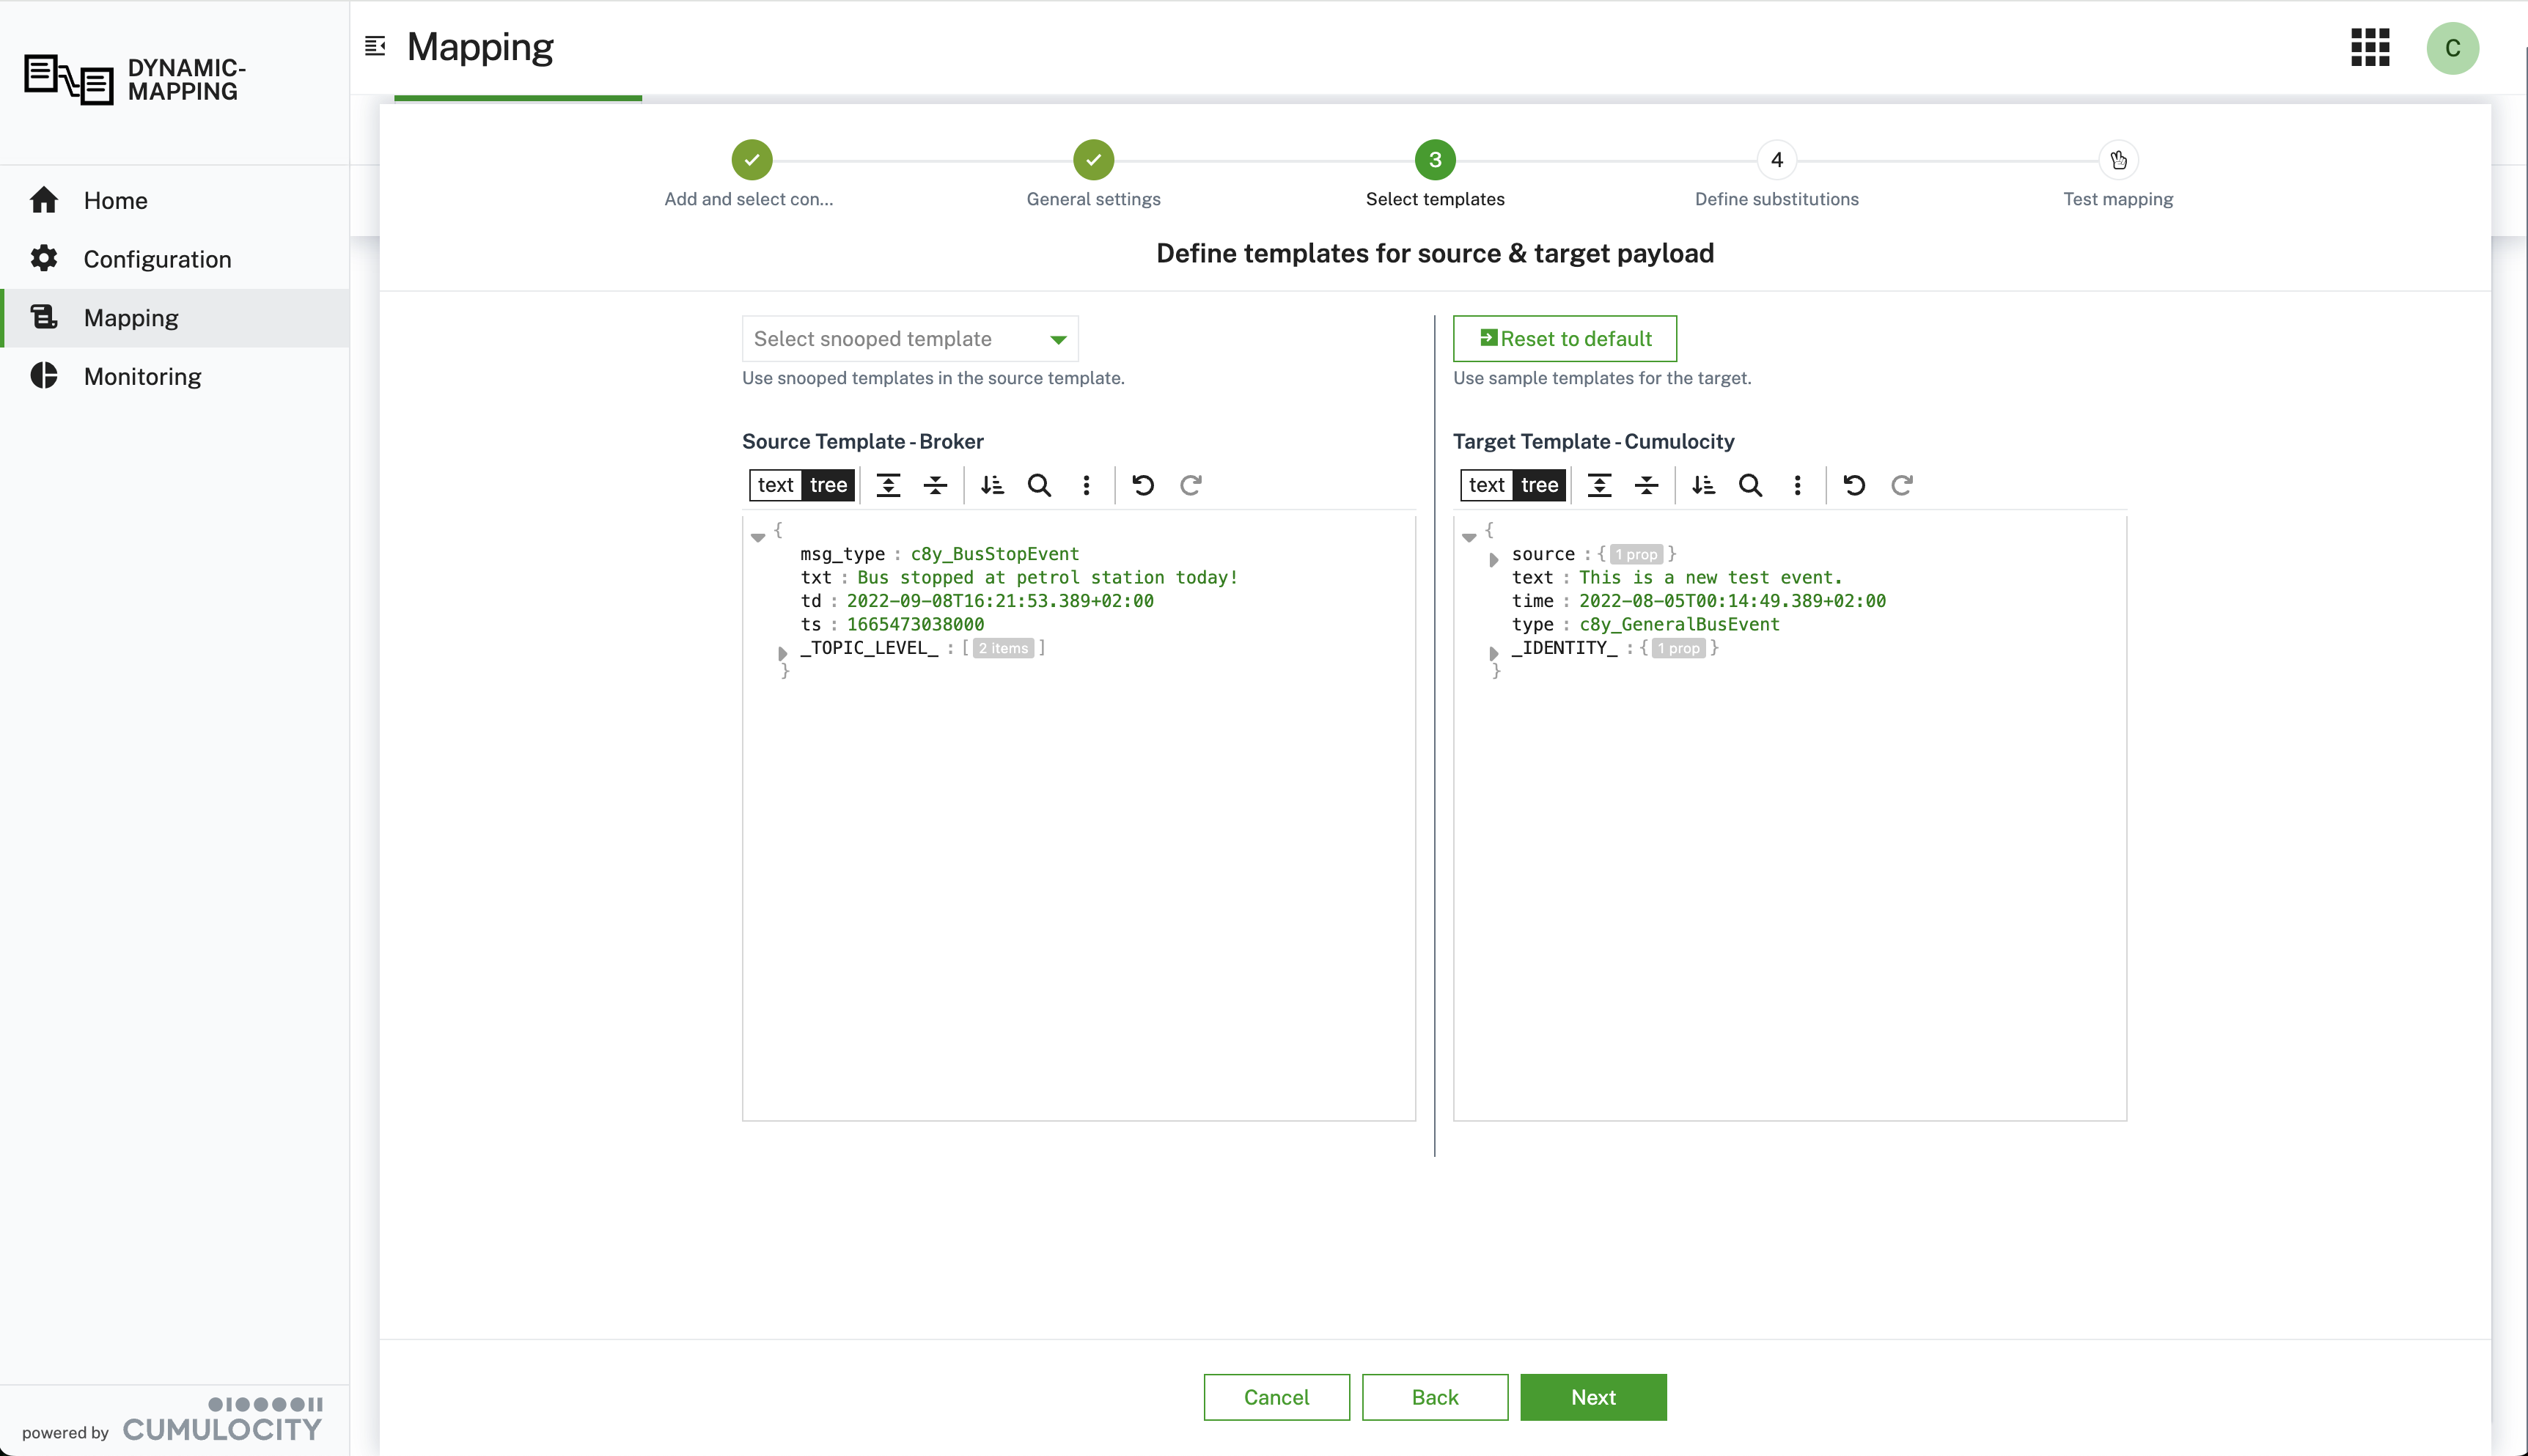 DYNAMIC-
MAPPING
Home
Configuration
Mapping
Monitoring
powered by CUMULOCITY
Mapping
C
3
4
Add and select con...
General settings
Select templates
Define substitutions
Test mapping
Define templates for source & target payload
Select snooped template
Use snooped templates in the source template.
Source Template - Broker
text tree
{
msg_type : c8y_BusStopEvent
txt : Bus stopped at petrol station today!
td : 2022-09-08T16:21:53.389+02:00
ts : 1665473038000
_TOPIC_LEVEL_ : [ 2 items ]
}
Reset to default
Use sample templates for the target.
Target Template - Cumulocity
text tree
{
source : { 1 prop }
text : This is a new test event.
time : 2022-08-05T00:14:49.389+02:00
type : c8y_GeneralBusEvent
_IDENTITY_ : { 1 prop }
}
Cancel
Back
Next